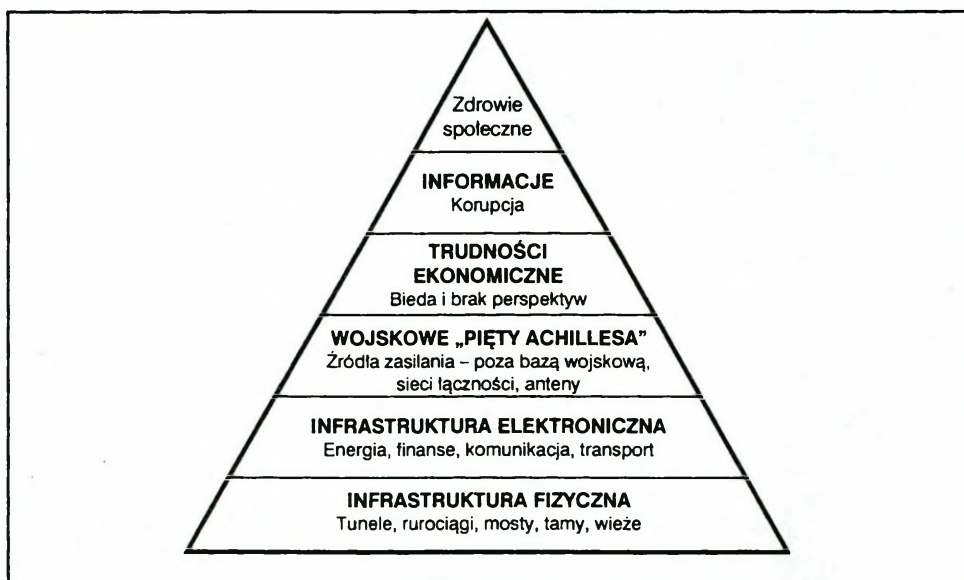 Zdrowie
społeczne
INFORMACJE
Korupcja
TRUDNOŚCI
EKONOMICZNE
Bieda i brak perspektyw
WOJSKOWE „PIĘTY ACHILLESA”
Źródła zasilania – poza bazą wojskową,
sieci łączności, anteny
INFRASTRUKTURA ELEKTRONICZNA
Energia, finanse, komunikacja, transport
INFRASTRUKTURA FIZYCZNA
Tunele, rurociągi, mosty, tamy, wieże